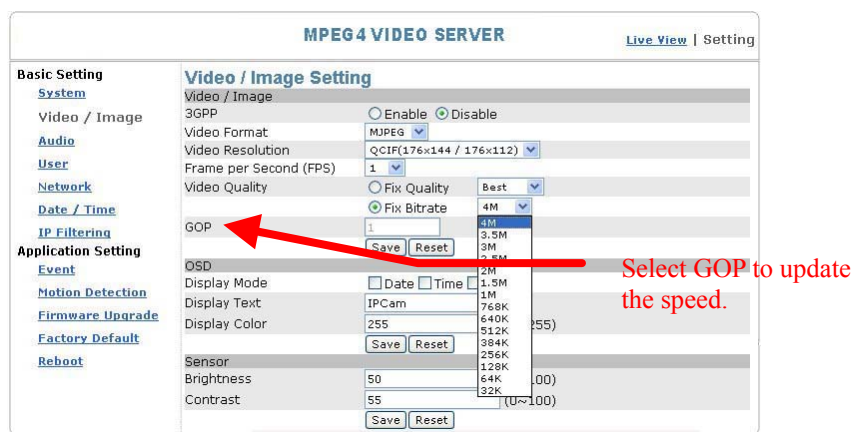 MPEG4 VIDEO SERVER
Live View | Setting
Basic Setting
System
Video / Image
Audio
User
Network
Date / Time
IP Filtering
Application Setting
Event
Motion Detection
Firmware Upgrade
Factory Default
Reboot
Video / Image Setting
Video / Image
3GPP Enable Disable
Video Format MJPEG
Video Resolution QCIF(176x144 / 176x112)
Frame per Second (FPS) 1
Video Quality Fix Quality Best
Fix Bitrate 4M
GOP 1
Save Reset
4M
3.5M
3M
2.5M
2M
1.5M
1M
768K
640K
512K
384K
256K
128K
64K
32K
OSD
Display Mode Date Time
Display Text IPCam
Display Color 255 255)
Save Reset
Sensor
Brightness 50 100)
Contrast 55 (0~100)
Save Reset
Select GOP to update
the speed.